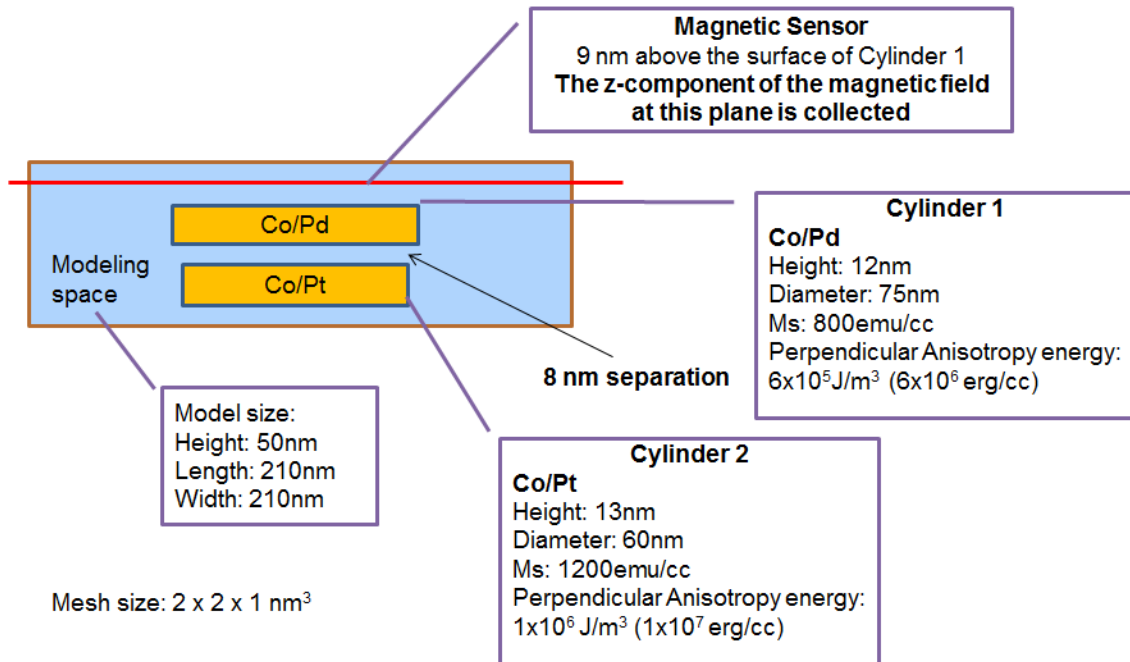 Magnetic Sensor
9 nm above the surface of Cylinder 1
The z-component of the magnetic field
at this plane is collected
Co/Pd
Modeling
space
Co/Pt
8 nm separation
Cylinder 1
Co/Pd
Height: 12nm
Diameter: 75nm
Ms: 800emu/cc
Perpendicular Anisotropy energy:
6x10⁵J/m³ (6x10⁶ erg/cc)
Model size:
Height: 50nm
Length: 210nm
Width: 210nm
Cylinder 2
Co/Pt
Height: 13nm
Diameter: 60nm
Ms: 1200emu/cc
Perpendicular Anisotropy energy:
1x10⁶ J/m³ (1x10⁷ erg/cc)
Mesh size: 2 x 2 x 1 nm³